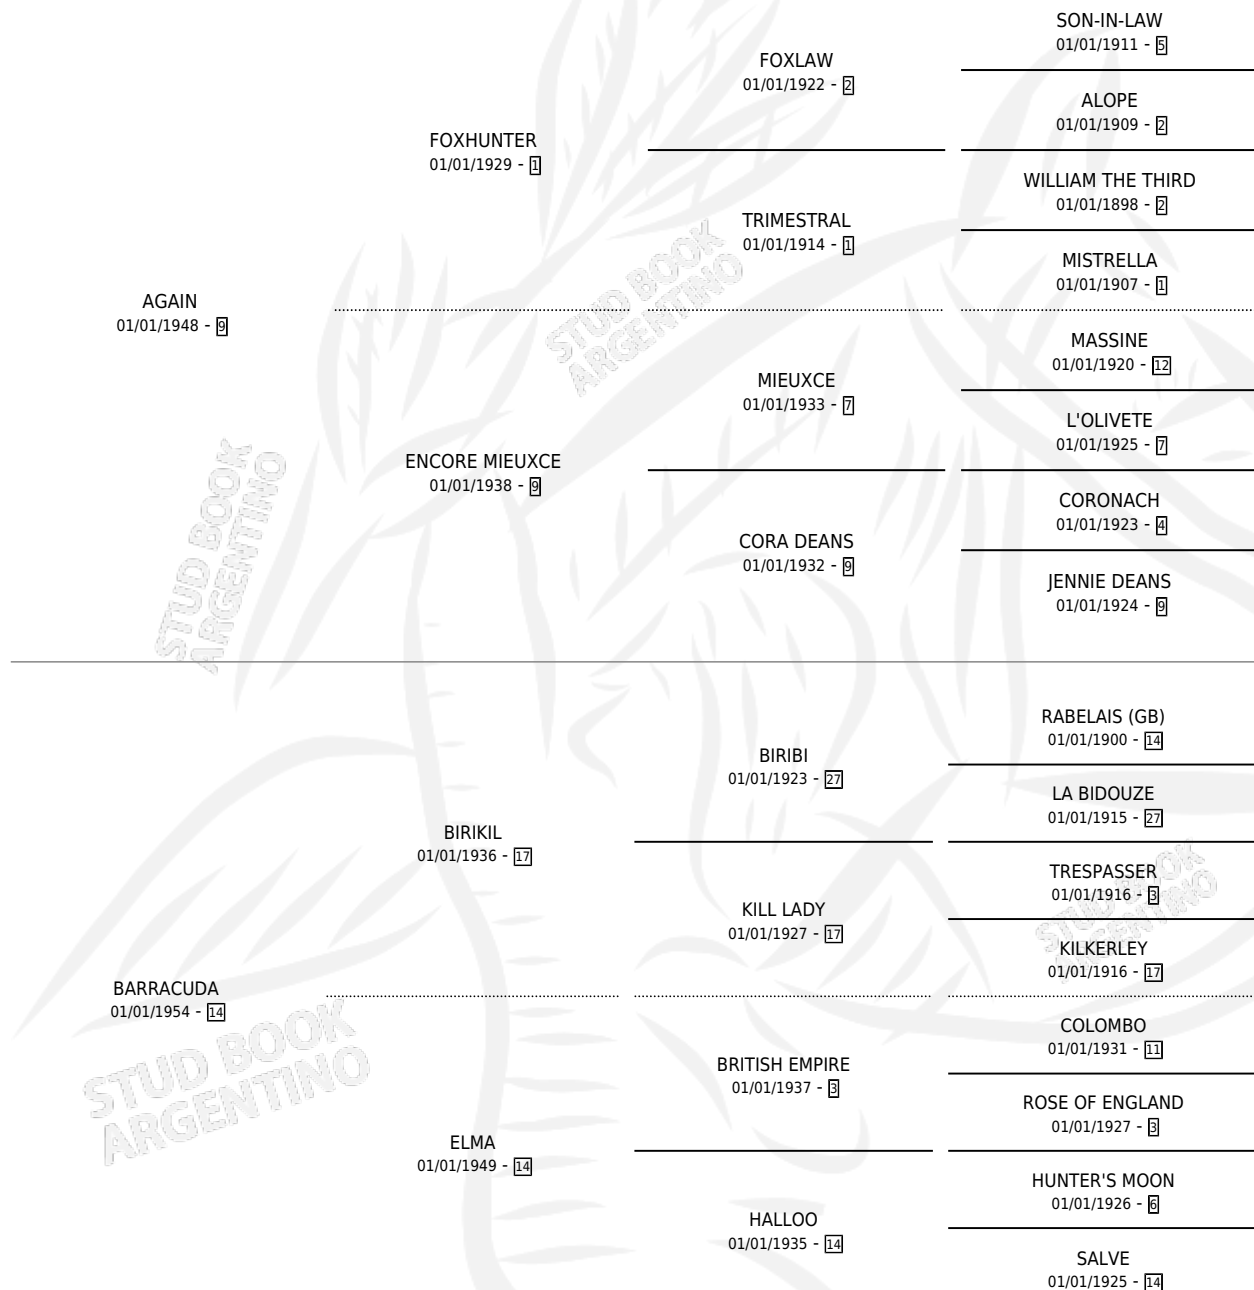 SON-IN-LAW
01/01/1911 - 5
FOXLAW
01/01/1922 - 2
ALOPE
01/01/1909 - 2
FOXHUNTER
01/01/1929 - 1
WILLIAM THE THIRD
01/01/1898 - 2
TRIMESTRAL
01/01/1914 - 1
MISTRELLA
01/01/1907 - 1
AGAIN
01/01/1948 - 9
MASSINE
01/01/1920 - 12
MIEUXCE
01/01/1933 - 7
L'OLIVETE
01/01/1925 - 7
ENCORE MIEUXCE
01/01/1938 - 9
CORONACH
01/01/1923 - 4
CORA DEANS
01/01/1932 - 9
JENNIE DEANS
01/01/1924 - 9
RABELAIS (GB)
01/01/1900 - 14
BIRIBI
01/01/1923 - 27
LA BIDOUZE
01/01/1915 - 27
BIRIKIL
01/01/1936 - 17
TRESPASSER
01/01/1916 - 3
KILL LADY
01/01/1927 - 17
KILKERLEY
01/01/1916 - 17
BARRACUDA
01/01/1954 - 14
COLOMBO
01/01/1931 - 11
BRITISH EMPIRE
01/01/1937 - 3
ROSE OF ENGLAND
01/01/1927 - 3
ELMA
01/01/1949 - 14
HUNTER'S MOON
01/01/1926 - 6
HALLOO
01/01/1935 - 14
SALVE
01/01/1925 - 14
STUD BOOK
ARGENTINO
STUD BOOK
ARGENTINO
STUD BOOK
ARGENTINO
STUD BOOK
ARGENTINO